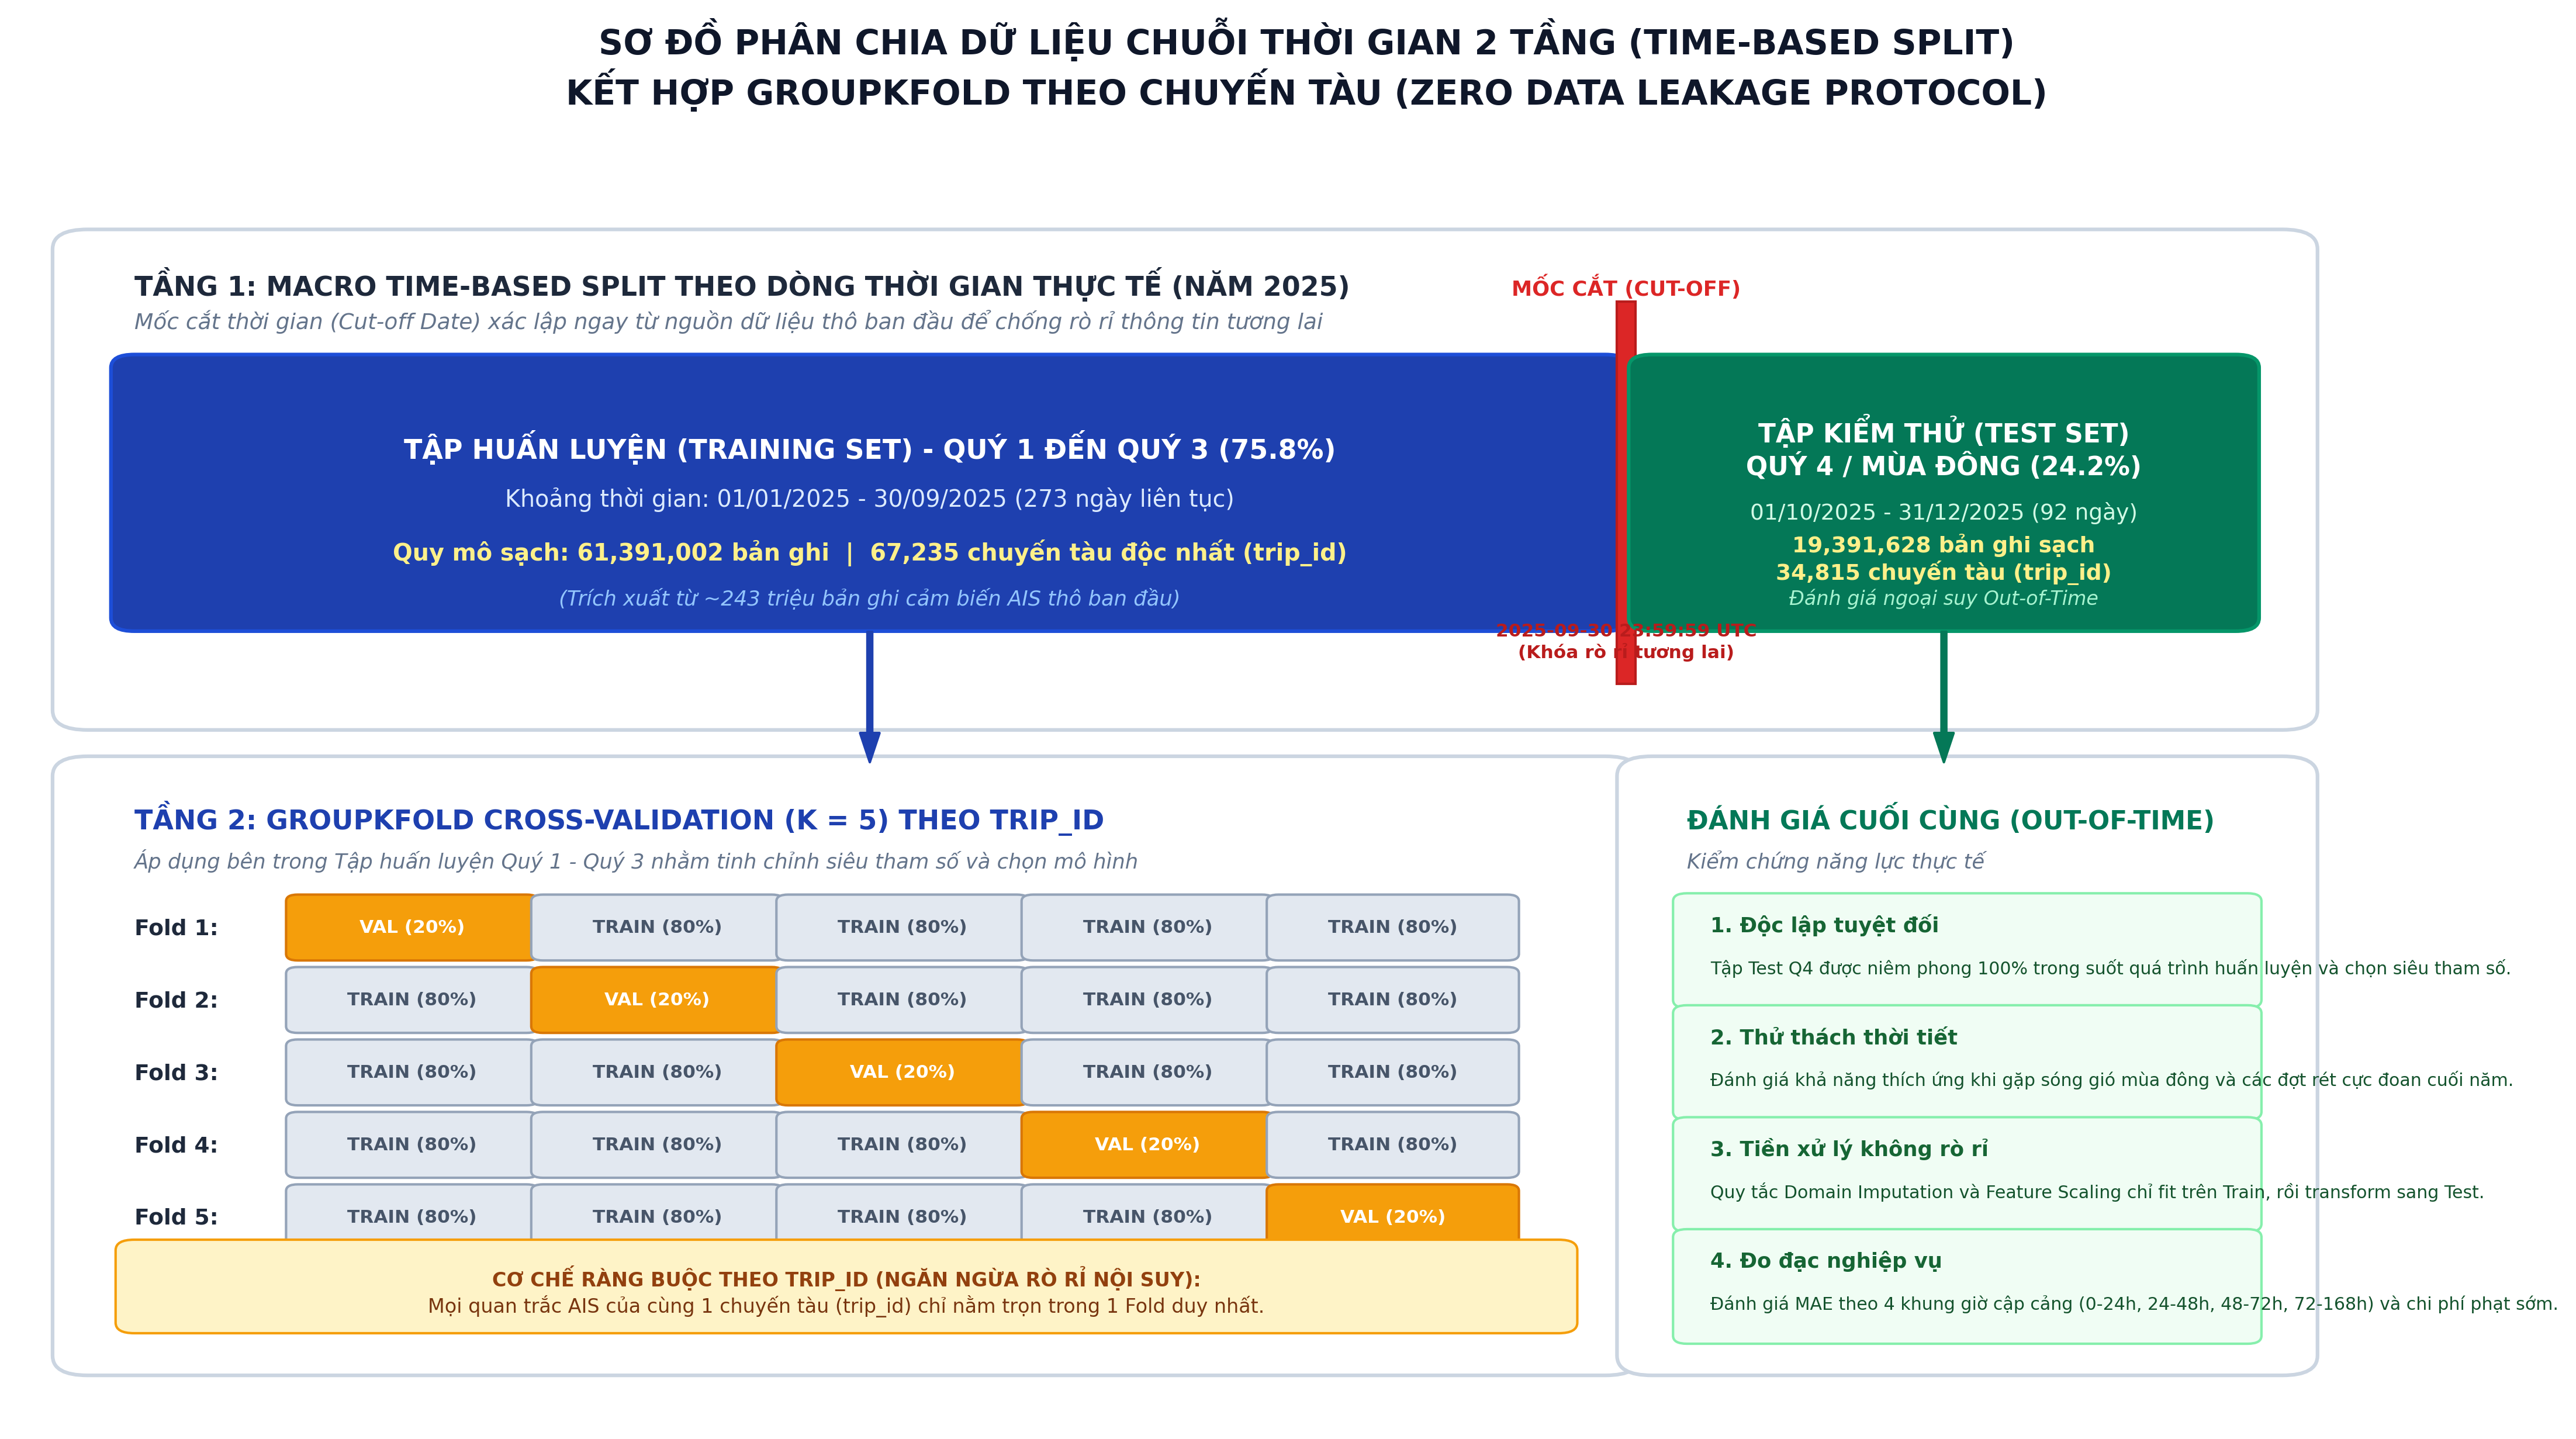 SƠ ĐỒ PHÂN CHIA DỮ LIỆU CHUỖI THỜI GIAN 2 TẦNG (TIME-BASED SPLIT)
KẾT HỢP GROUPKFOLD THEO CHUYẾN TÀU (ZERO DATA LEAKAGE PROTOCOL)
TẦNG 1: MACRO TIME-BASED SPLIT THEO DÒNG THỜI GIAN THỰC TẾ (NĂM 2025)
Mốc cắt thời gian (Cut-off Date) xác lập ngay từ nguồn dữ liệu thô ban đầu để chống rò rỉ thông tin tương lai
MỐC CẮT (CUT-OFF)
TẬP HUẤN LUYỆN (TRAINING SET) - QUÝ 1 ĐẾN QUÝ 3 (75.8%)
Khoảng thời gian: 01/01/2025 - 30/09/2025 (273 ngày liên tục)
Quy mô sạch: 61,391,002 bản ghi | 67,235 chuyến tàu độc nhất (trip_id)
(Trích xuất từ ~243 triệu bản ghi cảm biến AIS thô ban đầu)
TẬP KIỂM THỬ (TEST SET)
QUÝ 4 / MÙA ĐÔNG (24.2%)
01/10/2025 - 31/12/2025 (92 ngày)
19,391,628 bản ghi sạch
34,815 chuyến tàu (trip_id)
Đánh giá ngoại suy Out-of-Time
2025-09-30 23:59:59 UTC
(Khóa rò rỉ tương lai)
TẦNG 2: GROUPKFOLD CROSS-VALIDATION (K = 5) THEO TRIP_ID
Áp dụng bên trong Tập huấn luyện Quý 1 - Quý 3 nhằm tinh chỉnh siêu tham số và chọn mô hình
Fold 1: VAL (20%) TRAIN (80%) TRAIN (80%) TRAIN (80%) TRAIN (80%)
Fold 2: TRAIN (80%) VAL (20%) TRAIN (80%) TRAIN (80%) TRAIN (80%)
Fold 3: TRAIN (80%) TRAIN (80%) VAL (20%) TRAIN (80%) TRAIN (80%)
Fold 4: TRAIN (80%) TRAIN (80%) TRAIN (80%) VAL (20%) TRAIN (80%)
Fold 5: TRAIN (80%) TRAIN (80%) TRAIN (80%) TRAIN (80%) VAL (20%)
CƠ CHẾ RÀNG BUỘC THEO TRIP_ID (NGĂN NGỪA RÒ RỈ NỘI SUY):
Mọi quan trắc AIS của cùng 1 chuyến tàu (trip_id) chỉ nằm trọn trong 1 Fold duy nhất.
ĐÁNH GIÁ CUỐI CÙNG (OUT-OF-TIME)
Kiểm chứng năng lực thực tế
1. Độc lập tuyệt đối
Tập Test Q4 được niêm phong 100% trong suốt quá trình huấn luyện và chọn siêu tham số.
2. Thử thách thời tiết
Đánh giá khả năng thích ứng khi gặp sóng gió mùa đông và các đợt rét cực đoan cuối năm.
3. Tiền xử lý không rò rỉ
Quy tắc Domain Imputation và Feature Scaling chỉ fit trên Train, rồi transform sang Test.
4. Đo đạc nghiệp vụ
Đánh giá MAE theo 4 khung giờ cập cảng (0-24h, 24-48h, 48-72h, 72-168h) và chi phí phạt sớm.